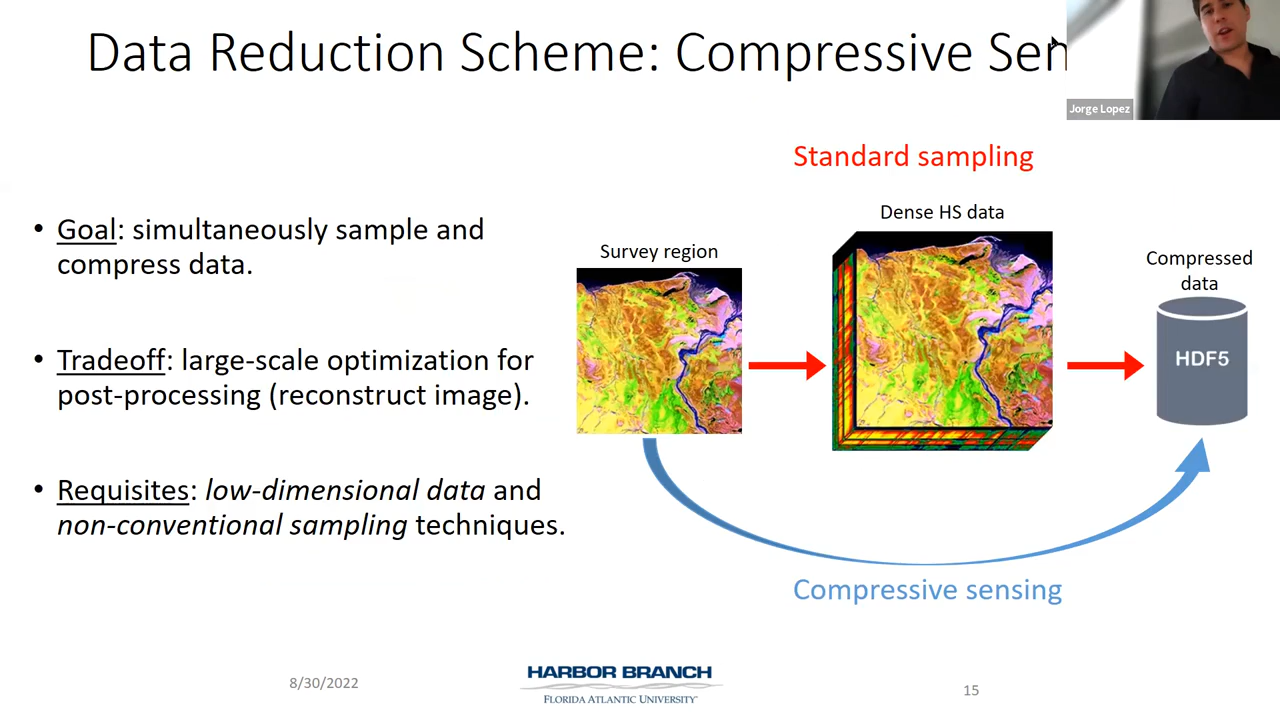 Data Reduction Scheme: Compressive Sen
Jorge Lopez
• Goal: simultaneously sample and
compress data.
• Tradeoff: large-scale optimization for
post-processing (reconstruct image).
• Requisites: low-dimensional data and
non-conventional sampling techniques.
Standard sampling
Survey region
Dense HS data
Compressed
data
HDF5
Compressive sensing
8/30/2022
HARBOR BRANCH
FLORIDA ATLANTIC UNIVERSITY
15